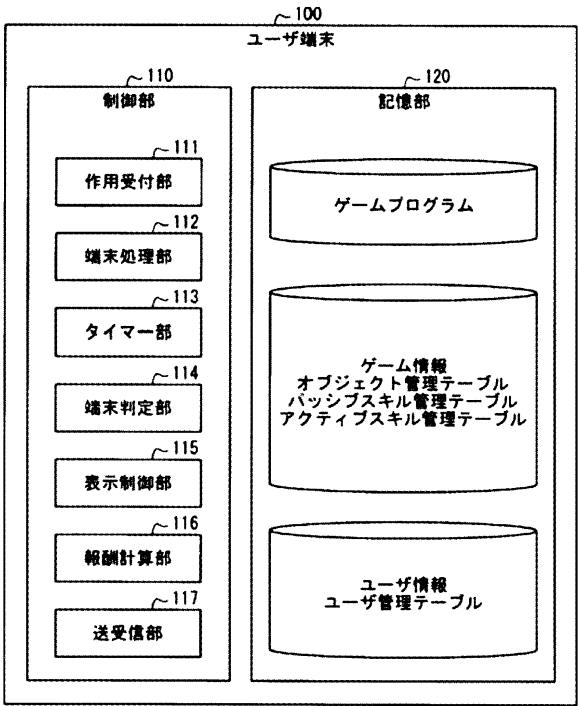 100
ユーザ端末
110
制御部
111
作用受付部
112
端末処理部
113
タイマー部
114
端末判定部
115
表示制御部
116
報酬計算部
117
送受信部
120
記憶部
ゲームプログラム
ゲーム情報
オブジェクト管理テーブル
パッシブスキル管理テーブル
アクティブスキル管理テーブル
ユーザ情報
ユーザ管理テーブル